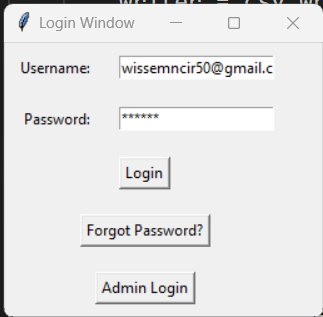 Login Window
Username: wissemncir50@gmail.c
Password: ******
Login
Forgot Password?
Admin Login